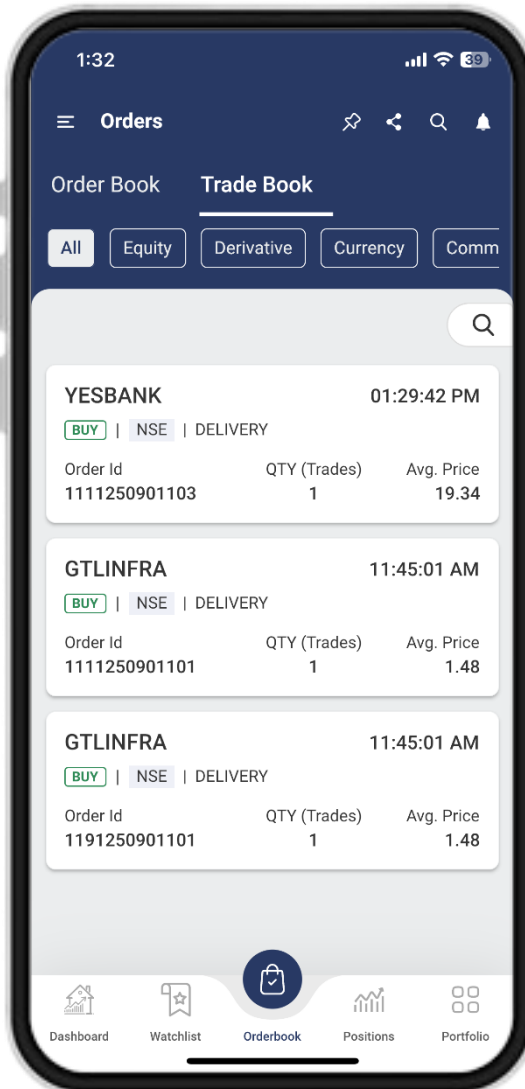 1:32 39
Orders
Order Book Trade Book
All Equity Derivative Currency Comm
YESBANK 01:29:42 PM
BUY | NSE | DELIVERY
Order Id QTY (Trades) Avg. Price
1111250901103 1 19.34
GTLINFRA 11:45:01 AM
BUY | NSE | DELIVERY
Order Id QTY (Trades) Avg. Price
1111250901101 1 1.48
GTLINFRA 11:45:01 AM
BUY | NSE | DELIVERY
Order Id QTY (Trades) Avg. Price
1191250901101 1 1.48
Dashboard Watchlist Orderbook Positions Portfolio